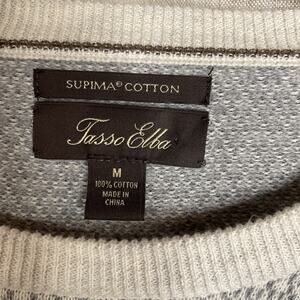 SUPIMA® COTTON
Tasso Elba
M
100% COTTON
MADE IN
CHINA